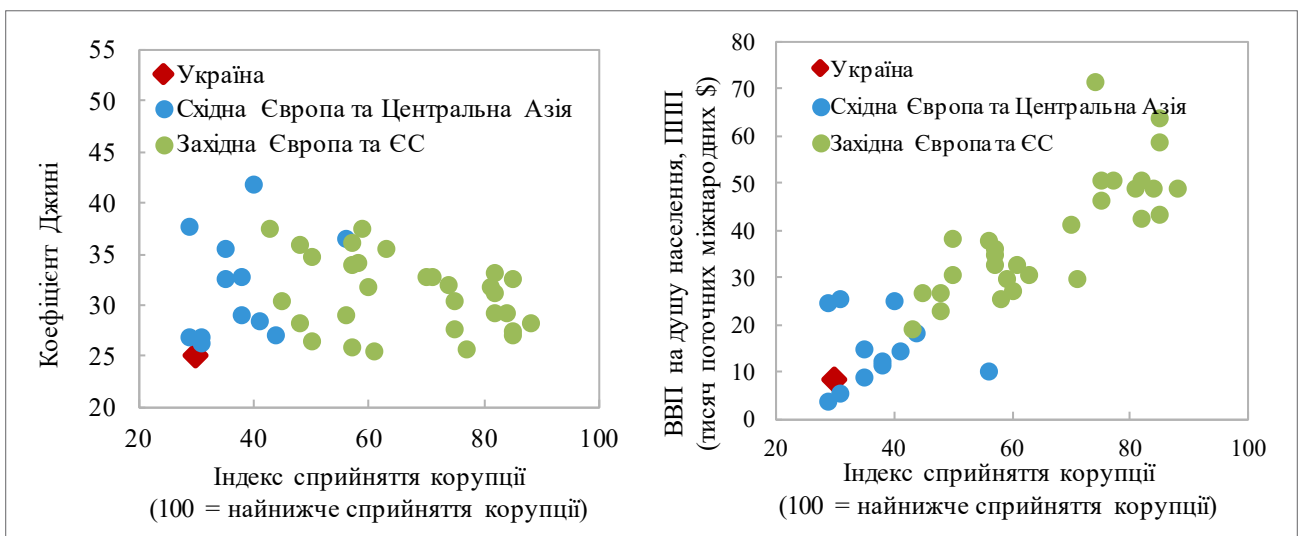 55
50
45
40
35
30
25
20
Коефіцієнт Джині
Україна
Східна Європа та Центральна Азія
Західна Європа та ЄС
20
40
60
80
100
Індекс сприйняття корупції
(100 = найнижче сприйняття корупції)
80
70
60
50
40
30
20
10
0
ВВП на душу населення, ППП
(тисяч поточних міжнародних $)
Україна
Східна Європа та Центральна Азія
Західна Європа та ЄС
20
40
60
80
100
Індекс сприйняття корупції
(100 = найнижче сприйняття корупції)